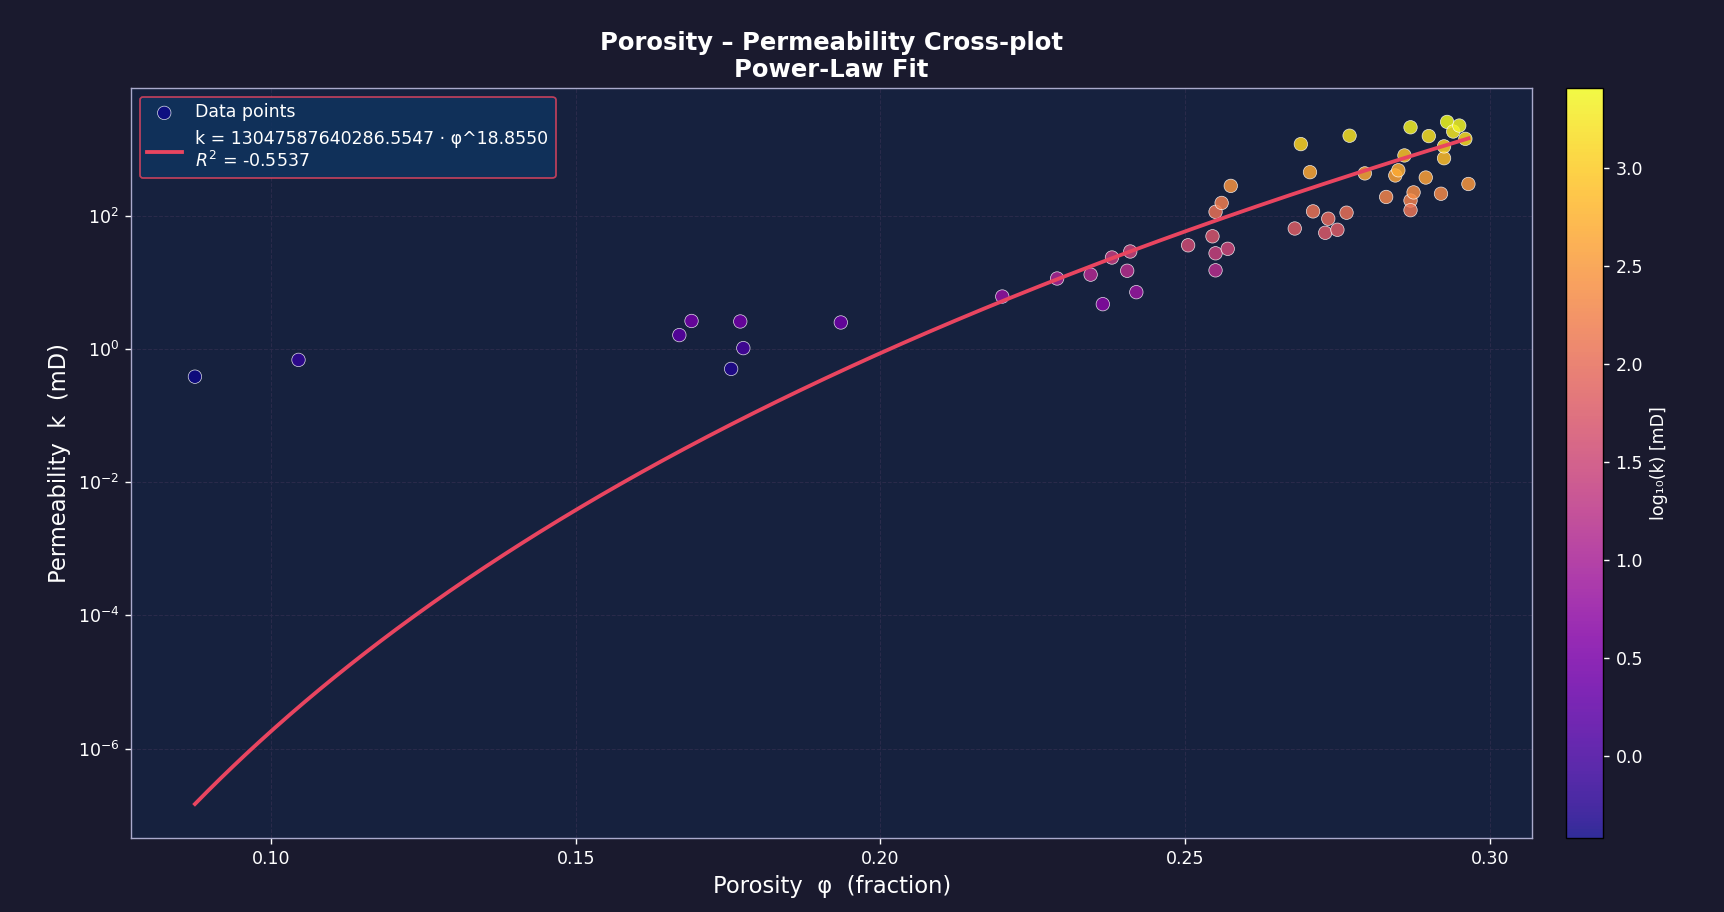 Porosity – Permeability Cross-plot
Power-Law Fit
Data points
k = 13047587640286.5547 · φ^18.8550
R² = -0.5537
Permeability k (mD)
10²
10⁰
10⁻²
10⁻⁴
10⁻⁶
0.10 0.15 0.20 0.25 0.30
Porosity φ (fraction)
3.0
2.5
2.0
1.5
1.0
0.5
0.0
log₁₀(k) [mD]